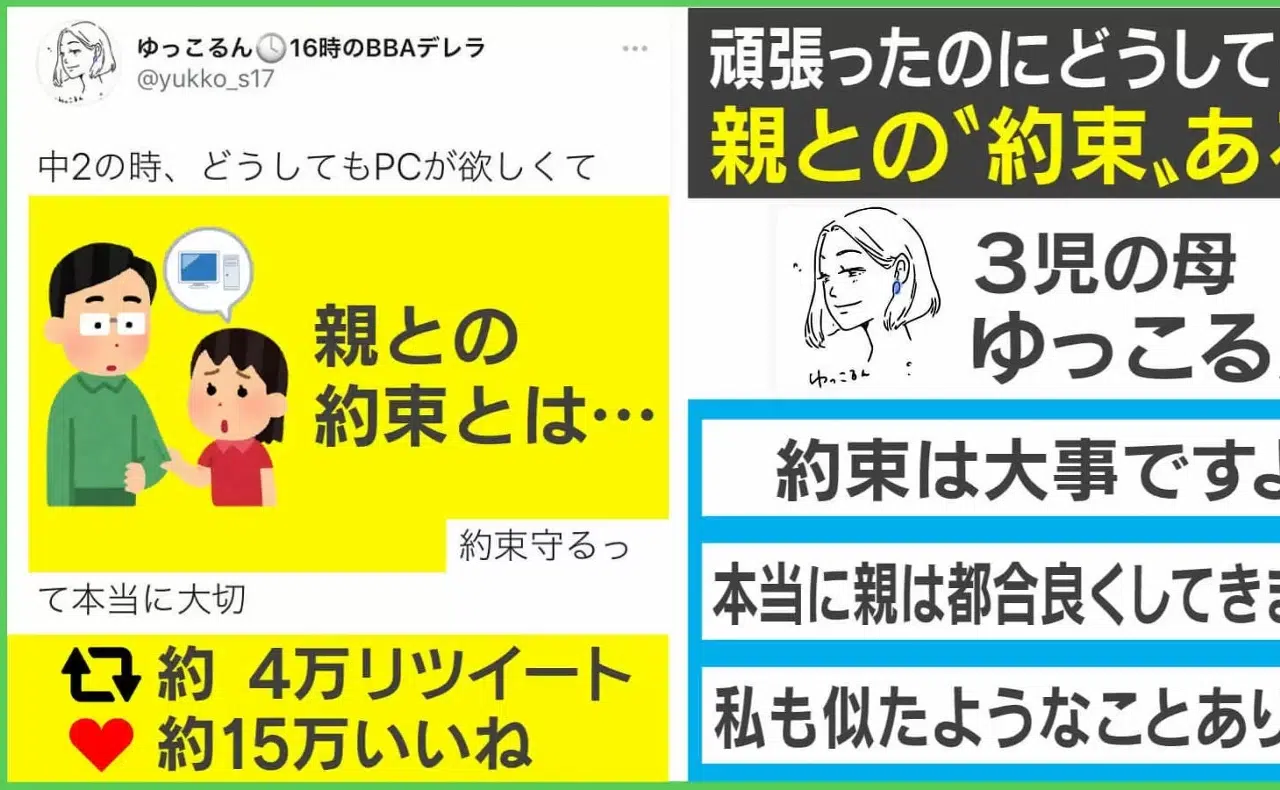 ゆっこるん🕓16時のBBAデレラ
@yukko_s17
中2の時、どうしてもPCが欲しくて
親との
約束とは…
約束守るっ
て本当に大切
約 4万リツイート
約15万いいね
頑張ったのにどうして
親との〝約束〟あ
3児の母
ゆっこる
ゆっこるん
約束は大事ですよ
本当に親は都合良くしてきま
私も似たようなことあり